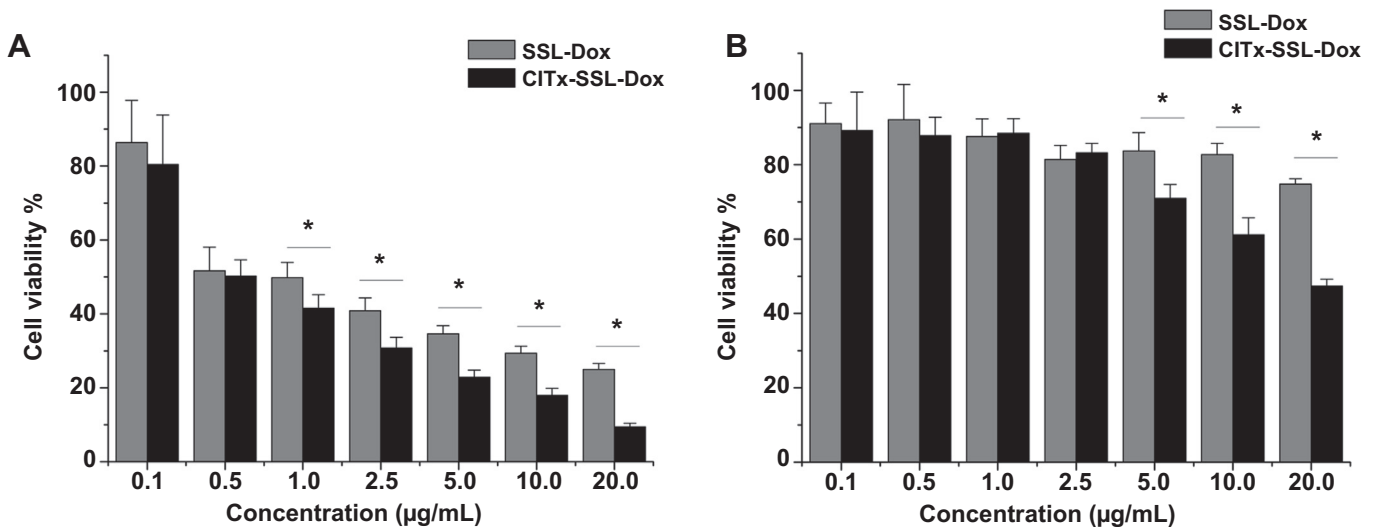 A
SSL-Dox
CITx-SSL-Dox
Cell viability %
100
80
60
40
20
0
*
*
*
*
*
0.1 0.5 1.0 2.5 5.0 10.0 20.0
Concentration (µg/mL)
B
SSL-Dox
CITx-SSL-Dox
Cell viability %
100
80
60
40
20
0
*
*
*
0.1 0.5 1.0 2.5 5.0 10.0 20.0
Concentration (µg/mL)